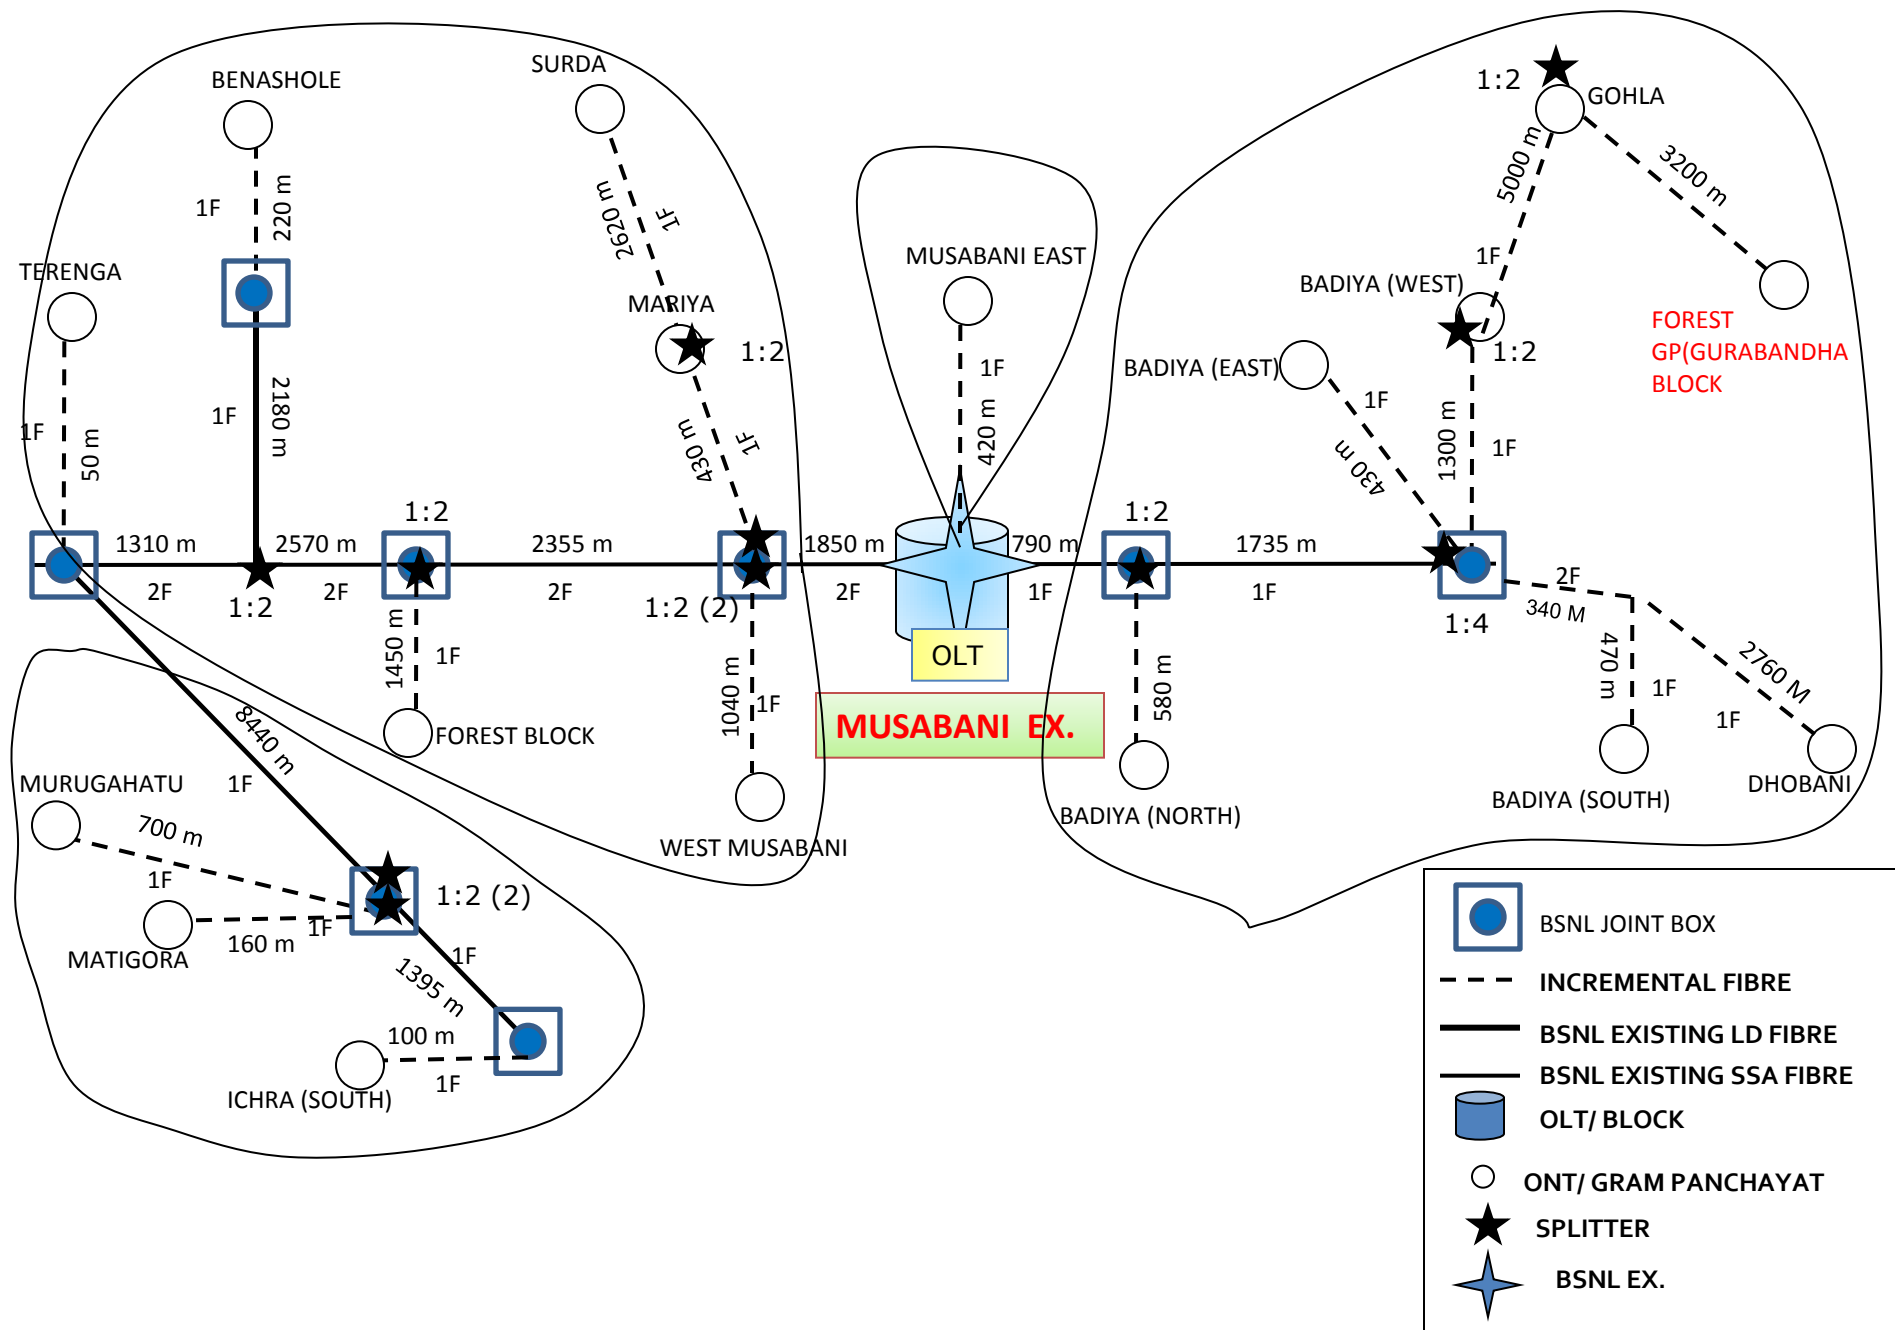 SURDA
BENASHOLE
1:2
GOHLA
5000 m
3200 m
1F
220 m
2620 m
1F
TERENGA
MUSABANI EAST
1F
BADIYA (WEST)
MARIYA
1:2
1:2
FOREST
GP(GURABANDHA
BLOCK
BADIYA (EAST)
1F
1F
2180 m
1F
50 m
430 m
1F
420 m
1F
430 m
1300 m
1F
1:2
1:2
1310 m
2570 m
2355 m
1850 m
790 m
1735 m
2F
2F
2F
2F
1F
1F
2F
1:2
1:2 (2)
340 M
1:4
1450 m
1F
OLT
470 m
1F
2760 M
1F
1040 m
1F
580 m
MUSABANI EX.
8440 m
1F
FOREST BLOCK
MURUGAHATU
BADIYA (NORTH)
BADIYA (SOUTH)
DHOBANI
700 m
WEST MUSABANI
1F
1:2 (2)
1F
160 m
MATIGORA
1F
1395 m
100 m
1F
ICHRA (SOUTH)
BSNL JOINT BOX
INCREMENTAL FIBRE
BSNL EXISTING LD FIBRE
BSNL EXISTING SSA FIBRE
OLT/ BLOCK
ONT/ GRAM PANCHAYAT
SPLITTER
BSNL EX.